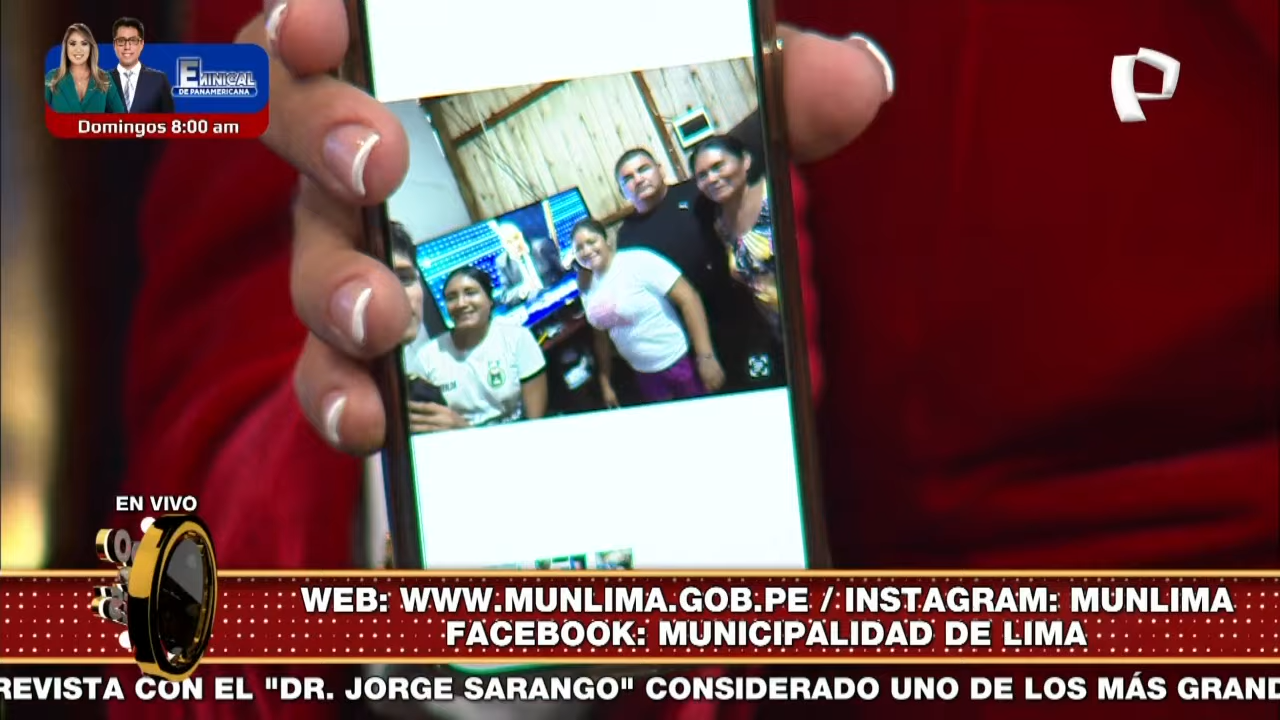 DE PANAMERICANA
Domingos 8:00 am
EN VIVO
WEB: WWW.MUNLIMA.GOB.PE / INSTAGRAM: MUNLIMA
FACEBOOK: MUNICIPALIDAD DE LIMA
REVISTA CON EL "DR. JORGE SARANGO" CONSIDERADO UNO DE LOS MÁS GRAND